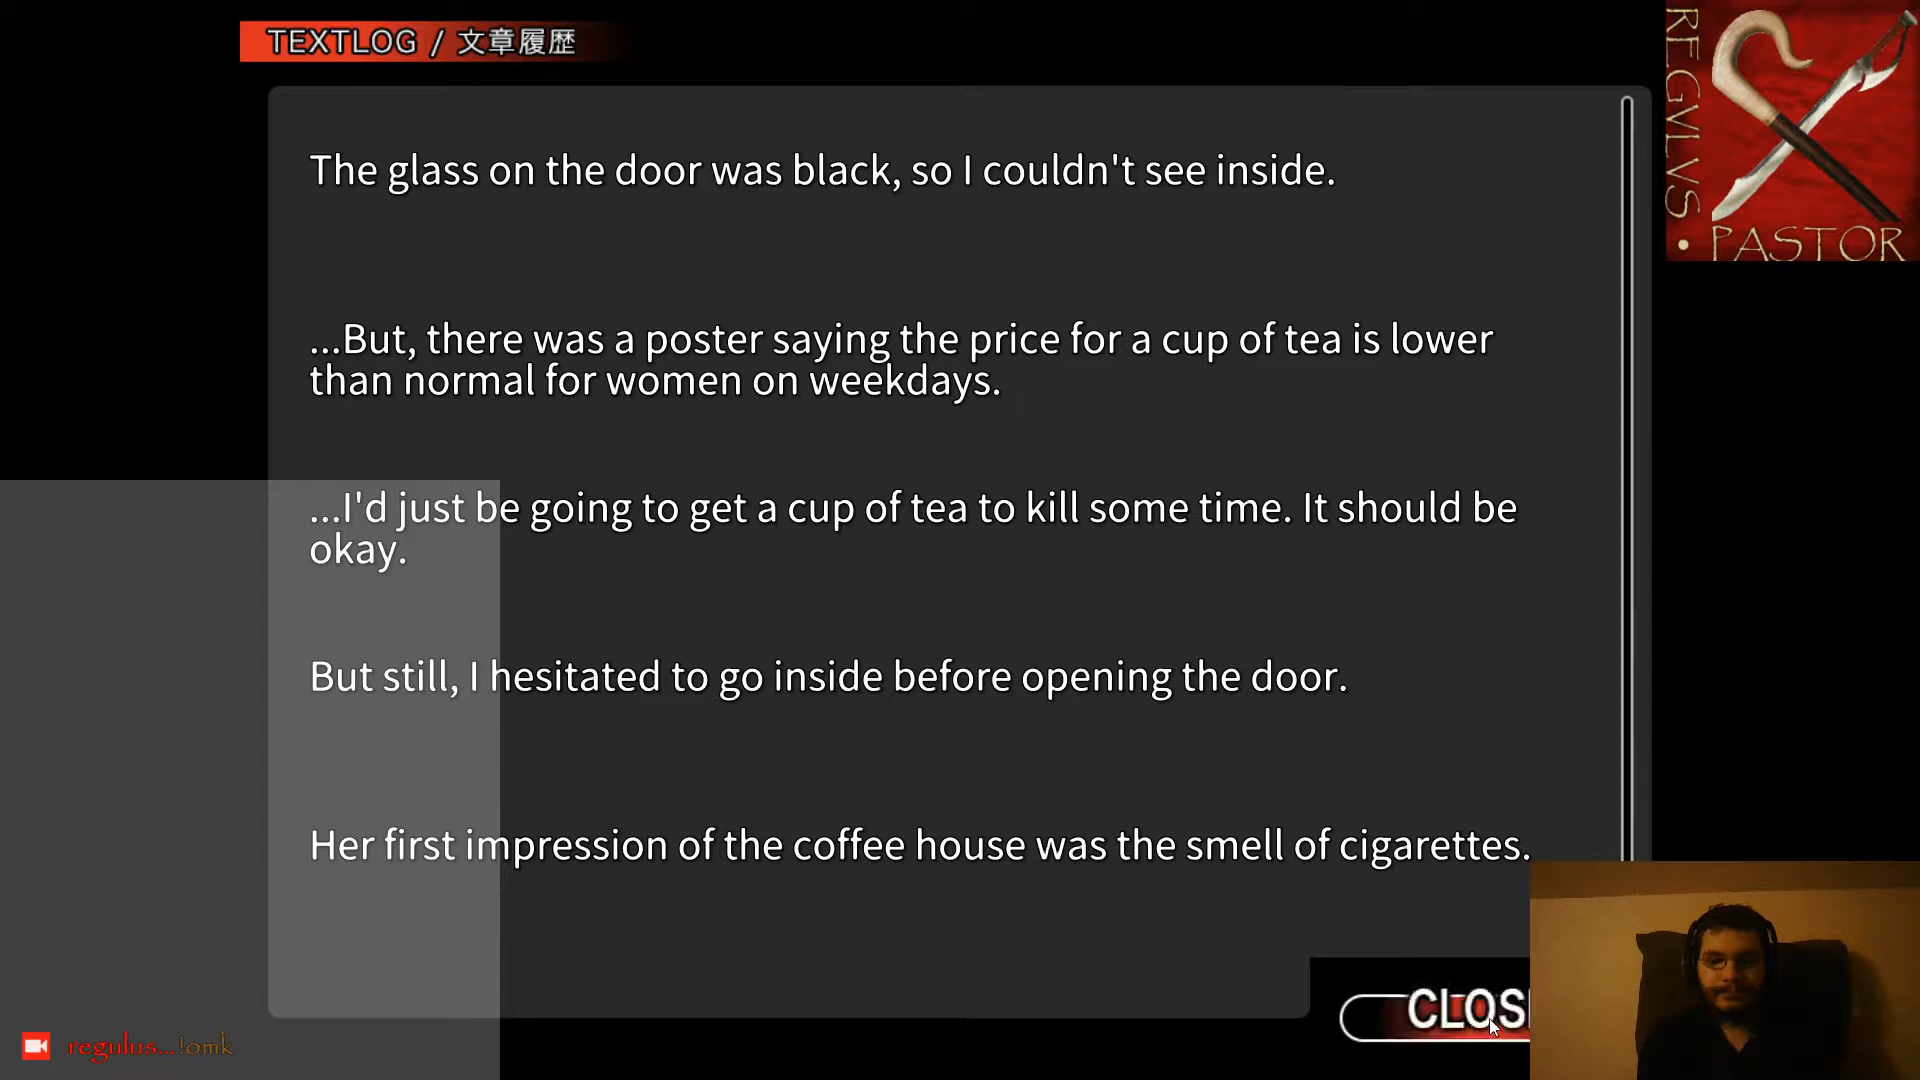 TEXTLOG / 文章履歴
REGVLVS
• PASTOR
The glass on the door was black, so I couldn't see inside.
...But, there was a poster saying the price for a cup of tea is lower
than normal for women on weekdays.
...I'd just be going to get a cup of tea to kill some time. It should be
okay.
But still, I hesitated to go inside before opening the door.
Her first impression of the coffee house was the smell of cigarettes.
CLOS
regulus...!omk